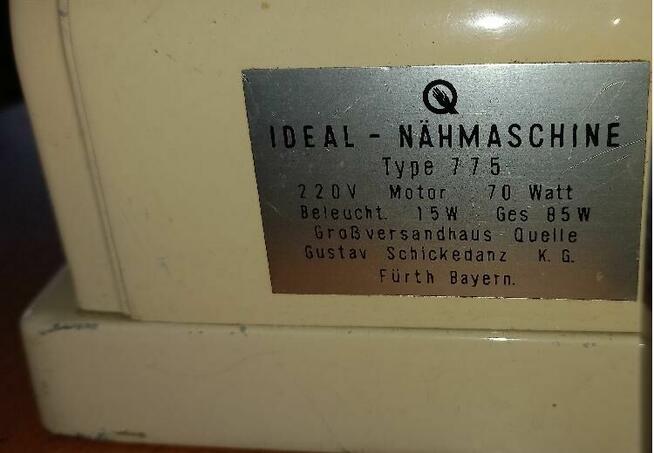 Q
IDEAL - NÄHMASCHINE
Type 775
220V Motor 70 Watt
Beleucht. 15W Ges 85W
Großversandhaus Quelle
Gustav Schickedanz K. G.
Fürth Bayern.